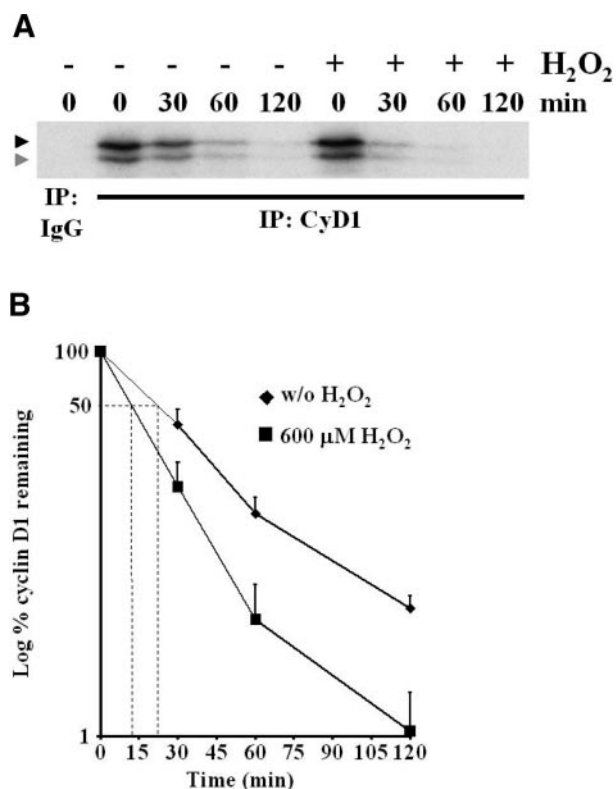 A
- - - - - + + + + H₂O₂
0 0 30 60 120 0 30 60 120 min
IP: IgG
IP: CyD1
B
Log % cyclin D1 remaining
100
50
1
w/o H₂O₂
600 µM H₂O₂
0 15 30 45 60 75 90 105 120
Time (min)